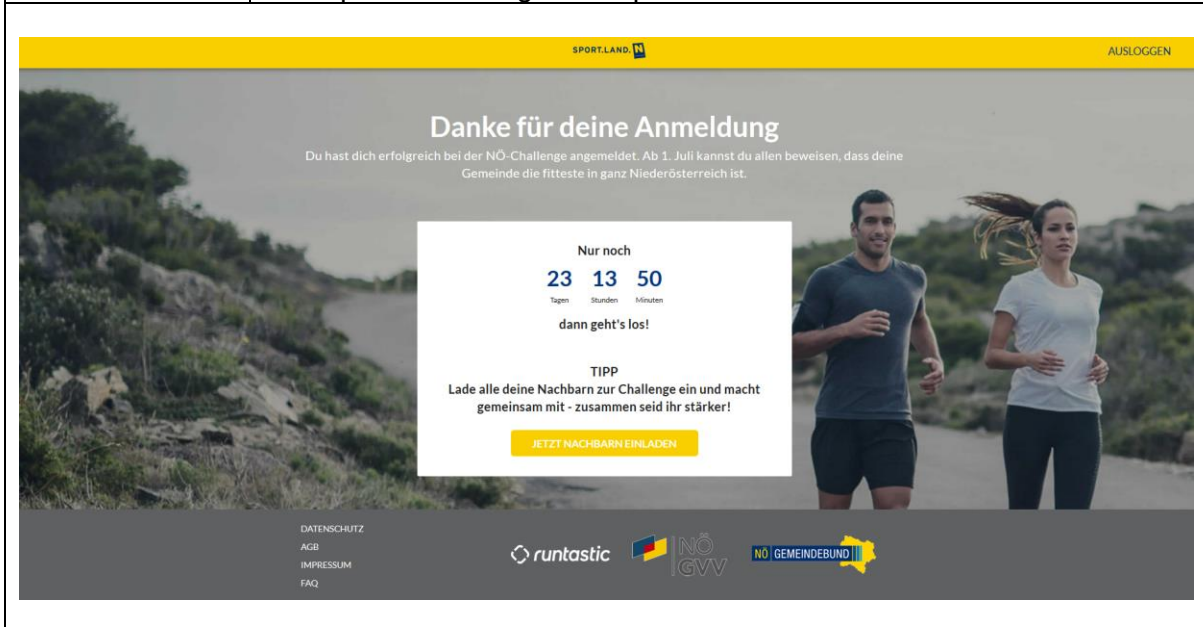 SPORT.LAND.N
AUSLOGGEN
Danke für deine Anmeldung
Du hast dich erfolgreich bei der NÖ-Challenge angemeldet. Ab 1. Juli kannst du allen beweisen, dass deine
Gemeinde die fitteste in ganz Niederösterreich ist.
Nur noch
23 13 50
Tagen Stunden Minuten
dann geht's los!
TIPP
Lade alle deine Nachbarn zur Challenge ein und macht
gemeinsam mit - zusammen seid ihr stärker!
JETZT NACHBARN EINLADEN
DATENSCHUTZ
AGB
IMPRESSUM
FAQ
runtastic
NÖ
GVV
NÖ GEMEINDEBUND